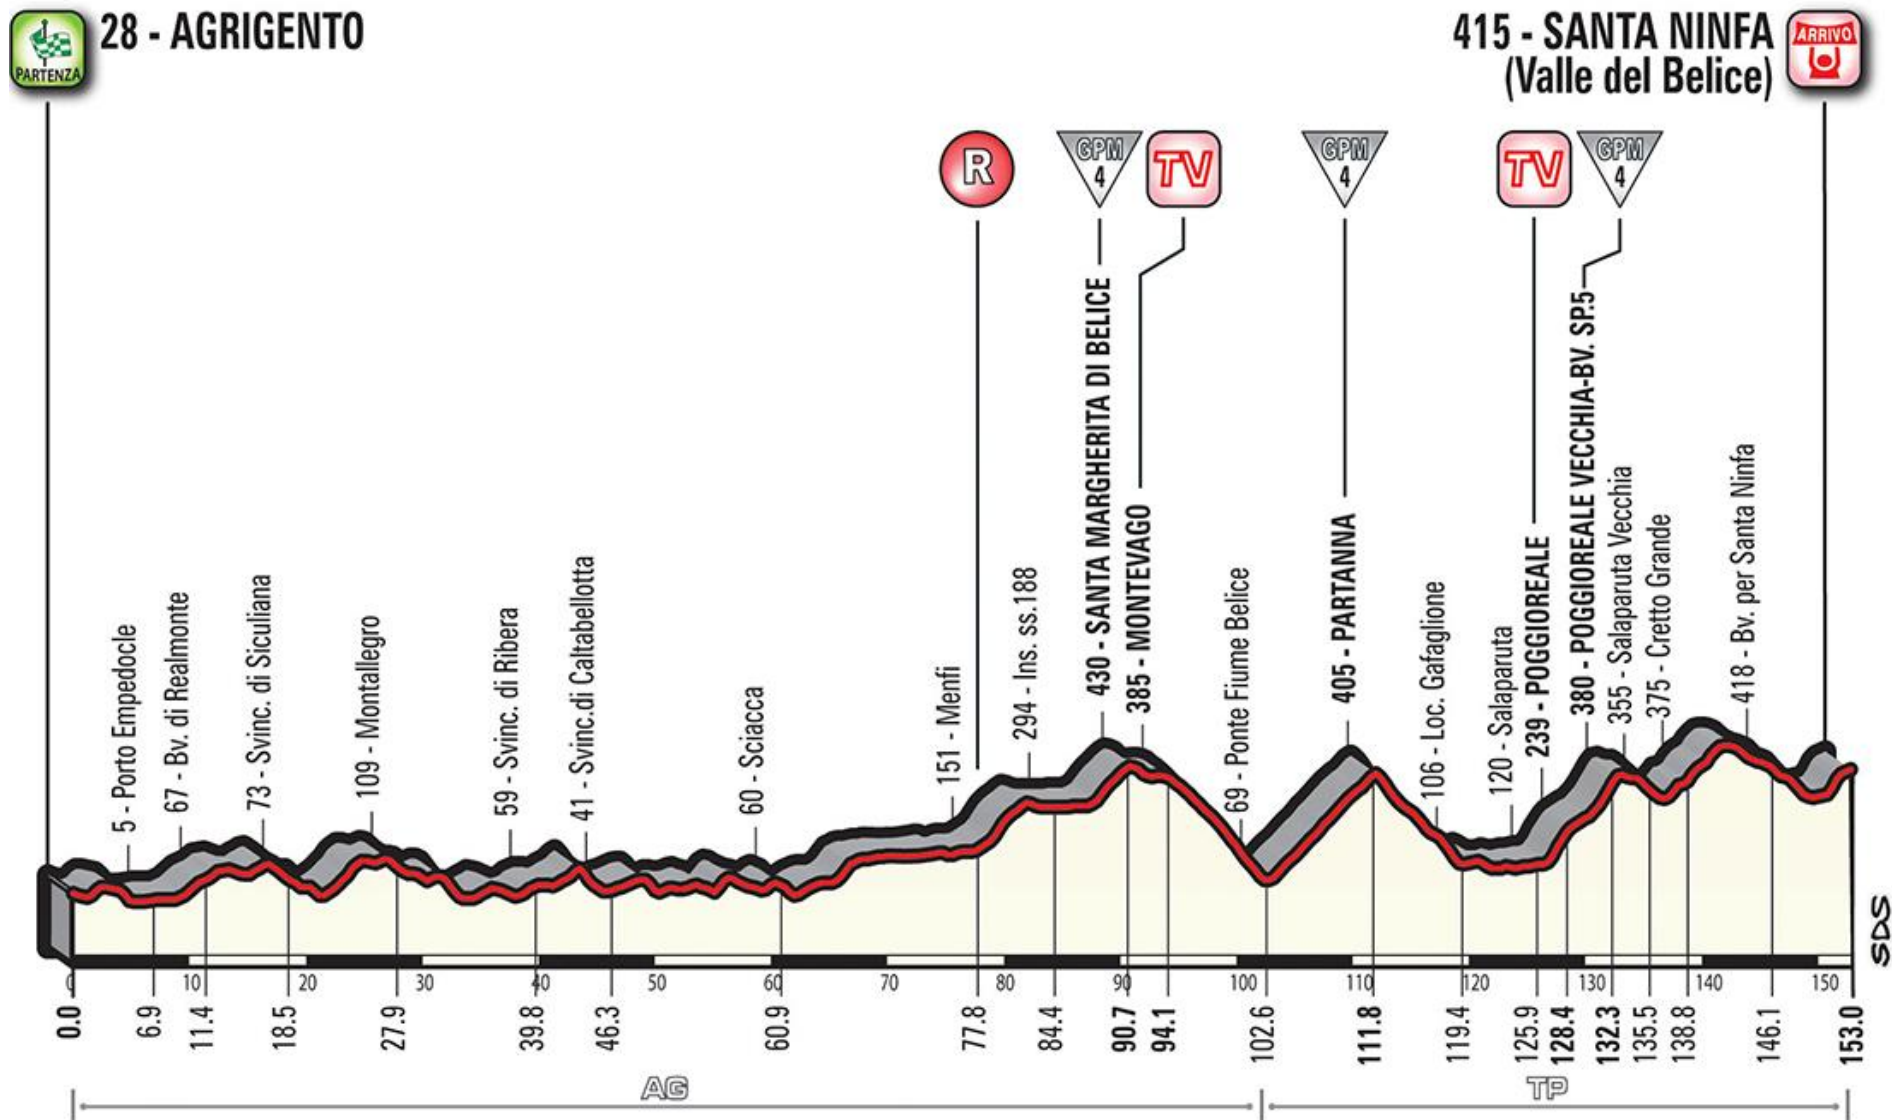 PARTENZA
28 - AGRIGENTO
415 - SANTA NINFA
(Valle del Belice)
ARRIVO
R
GPM
4
TV
GPM
4
TV
GPM
4
5 - Porto Empedocle
67 - Bv. di Realmonte
73 - Svinc. di Siculiana
109 - Montallegro
59 - Svinc. di Ribera
41 - Svinc.di Caltabellotta
60 - Sciacca
151 - Menfi
294 - Ins. ss.188
430 - SANTA MARGHERITA DI BELICE
385 - MONTEVAGO
69 - Ponte Fiume Belice
405 - PARTANNA
106 - Loc. Gafaglione
120 - Salaparuta
239 - POGGIOREALE
380 - POGGIOREALE VECCHIA-BV. SP.5
355 - Salaparuta Vecchia
375 - Cretto Grande
418 - Bv. per Santa Ninfa
SDS
0 10 20 30 40 50 60 70 80 90 100 110 120 130 140 150
0.0 6.9 11.4 18.5 27.9 39.8 46.3 60.9 77.8 84.4 90.7 94.1 102.6 111.8 119.4 125.9 128.4 132.3 135.5 138.8 146.1 153.0
AG TP